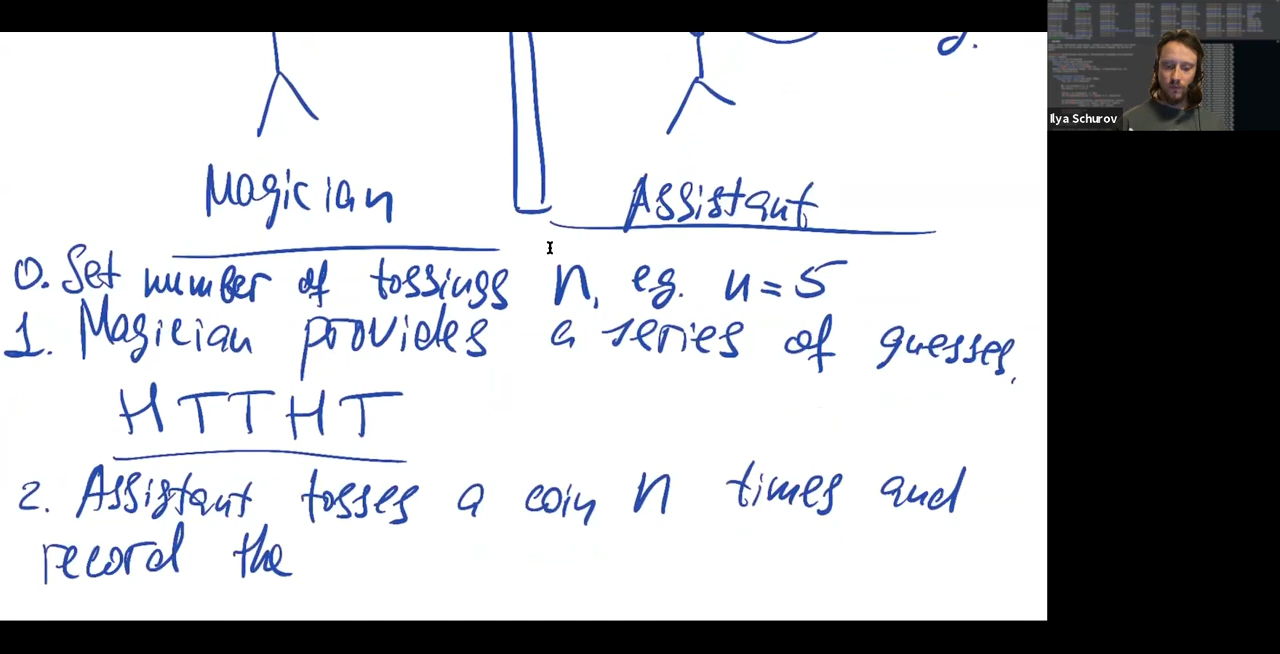 g.
Ilya Schurov
Magician
Assistant
0. Set number of tossings n, e.g. n = 5
1. Magician provides a series of guesses.
HTTHT
2. Assistant tosses a coin n times and
record the